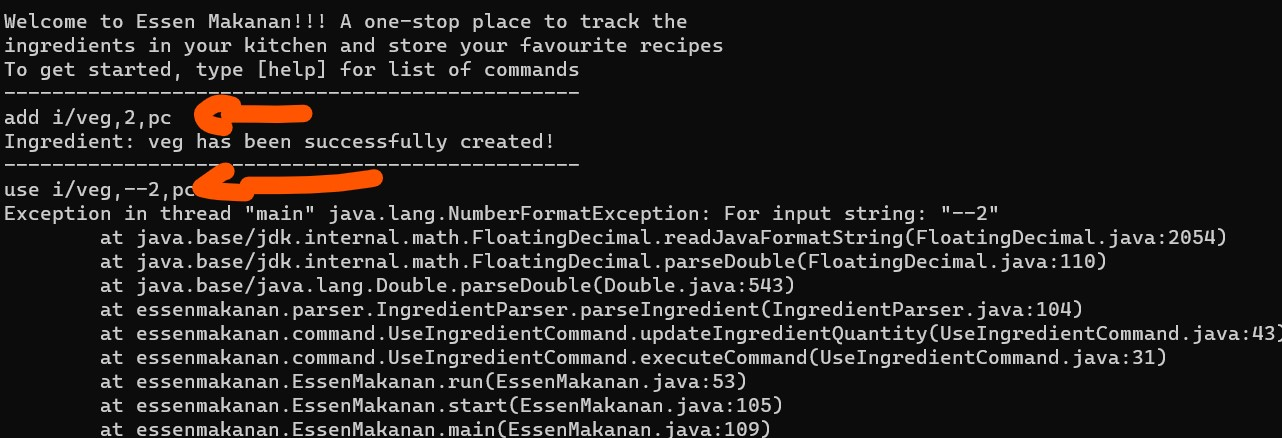 Welcome to Essen Makanan!!! A one-stop place to track the
ingredients in your kitchen and store your favourite recipes
To get started, type [help] for list of commands
------------------------------------------------
add i/veg,2,pc
Ingredient: veg has been successfully created!
------------------------------------------------
use i/veg,--2,pc
Exception in thread "main" java.lang.NumberFormatException: For input string: "--2"
        at java.base/jdk.internal.math.FloatingDecimal.readJavaFormatString(FloatingDecimal.java:2054)
        at java.base/jdk.internal.math.FloatingDecimal.parseDouble(FloatingDecimal.java:110)
        at java.base/java.lang.Double.parseDouble(Double.java:543)
        at essenmakanan.parser.IngredientParser.parseIngredient(IngredientParser.java:104)
        at essenmakanan.command.UseIngredientCommand.updateIngredientQuantity(UseIngredientCommand.java:43)
        at essenmakanan.command.UseIngredientCommand.executeCommand(UseIngredientCommand.java:31)
        at essenmakanan.EssenMakanan.run(EssenMakanan.java:53)
        at essenmakanan.EssenMakanan.start(EssenMakanan.java:105)
        at essenmakanan.EssenMakanan.main(EssenMakanan.java:109)